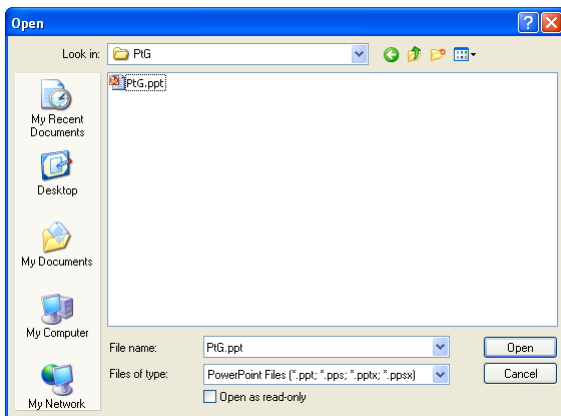 Open
Look in:
PtG
PtG.ppt
My Recent
Documents
Desktop
My Documents
My Computer
My Network
File name:
PtG.ppt
Open
Files of type:
PowerPoint Files (*.ppt; *.pps; *.pptx; *.ppsx)
Cancel
Open as read-only